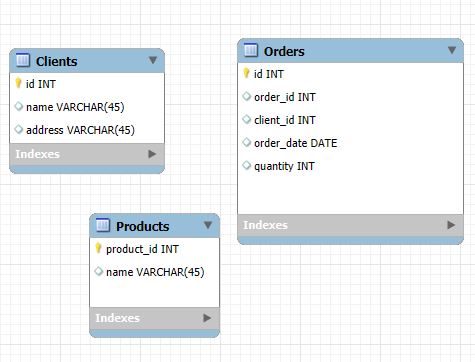 Clients
id INT
name VARCHAR(45)
address VARCHAR(45)
Indexes
Orders
id INT
order_id INT
client_id INT
order_date DATE
quantity INT
Indexes
Products
product_id INT
name VARCHAR(45)
Indexes